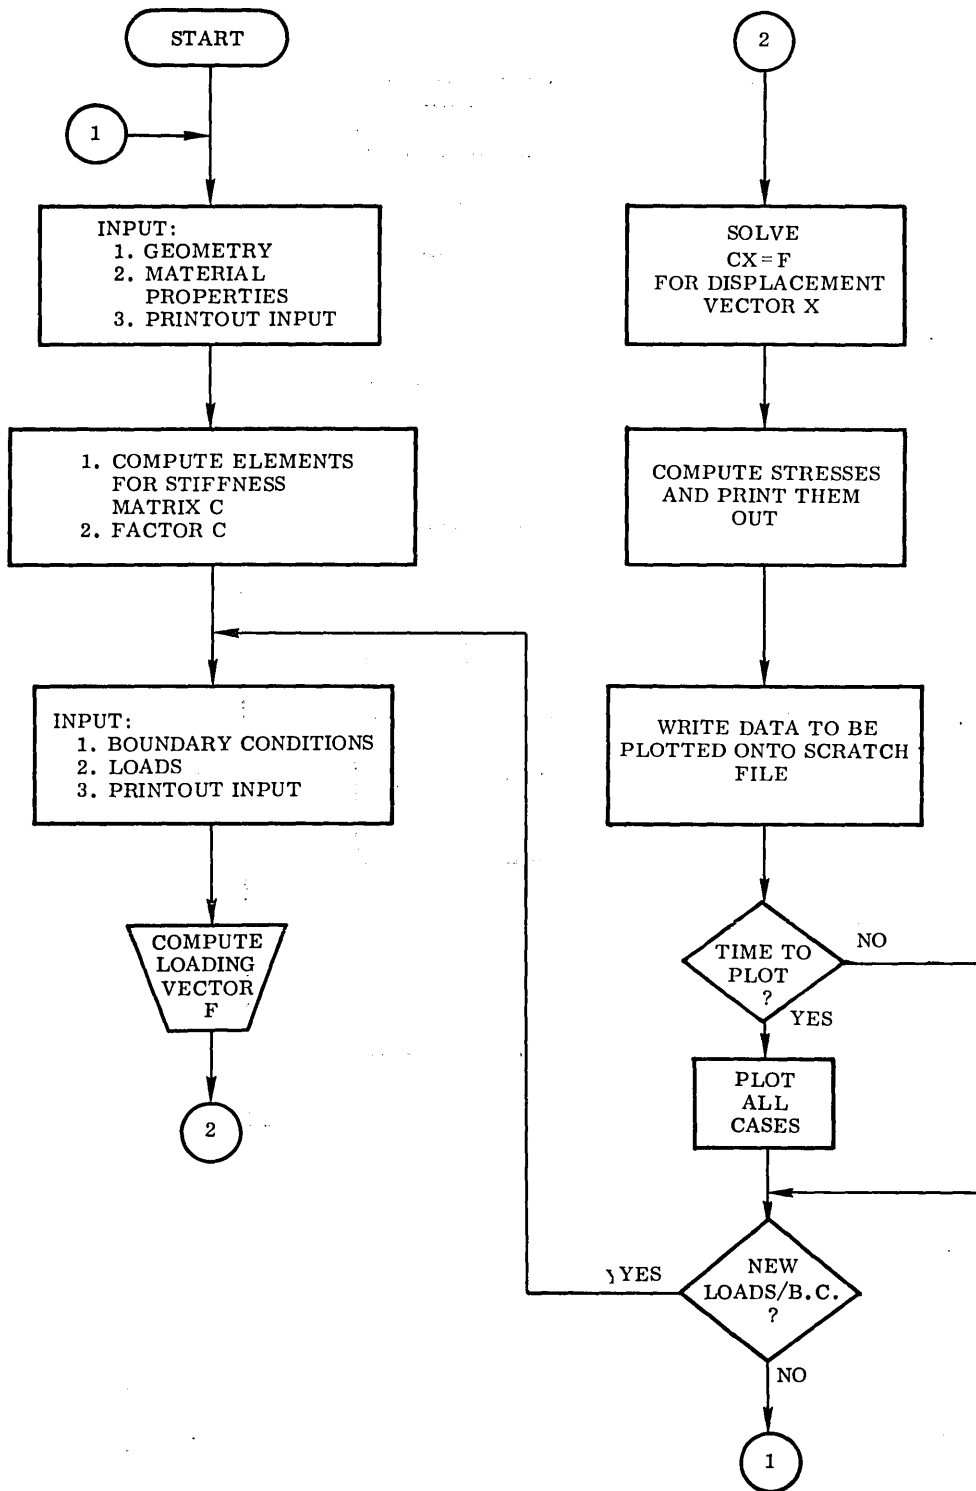 START
1
INPUT:
1. GEOMETRY
2. MATERIAL
PROPERTIES
3. PRINTOUT INPUT
1. COMPUTE ELEMENTS
FOR STIFFNESS
MATRIX C
2. FACTOR C
INPUT:
1. BOUNDARY CONDITIONS
2. LOADS
3. PRINTOUT INPUT
COMPUTE
LOADING
VECTOR
F
2
2
SOLVE
CX=F
FOR DISPLACEMENT
VECTOR X
COMPUTE STRESSES
AND PRINT THEM
OUT
WRITE DATA TO BE
PLOTTED ONTO SCRATCH
FILE
TIME TO
PLOT
?
NO
YES
PLOT
ALL
CASES
NEW
LOADS/B.C.
?
YES
NO
1